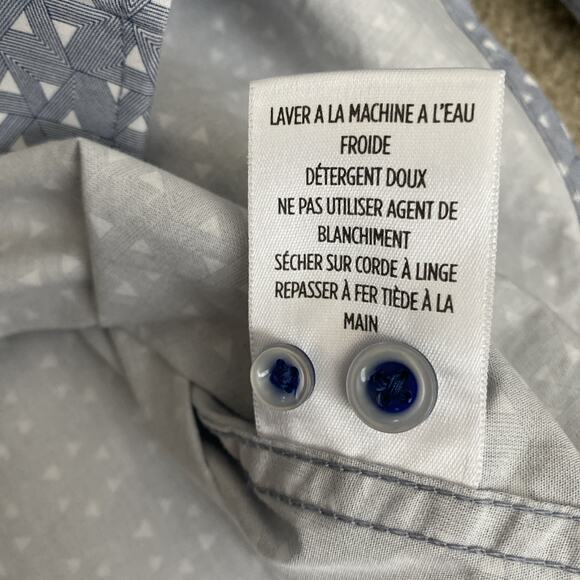 LAVER A LA MACHINE A L'EAU
FROIDE
DÉTERGENT DOUX
NE PAS UTILISER AGENT DE
BLANCHIMENT
SÉCHER SUR CORDE À LINGE
REPASSER À FER TIÈDE À LA
MAIN